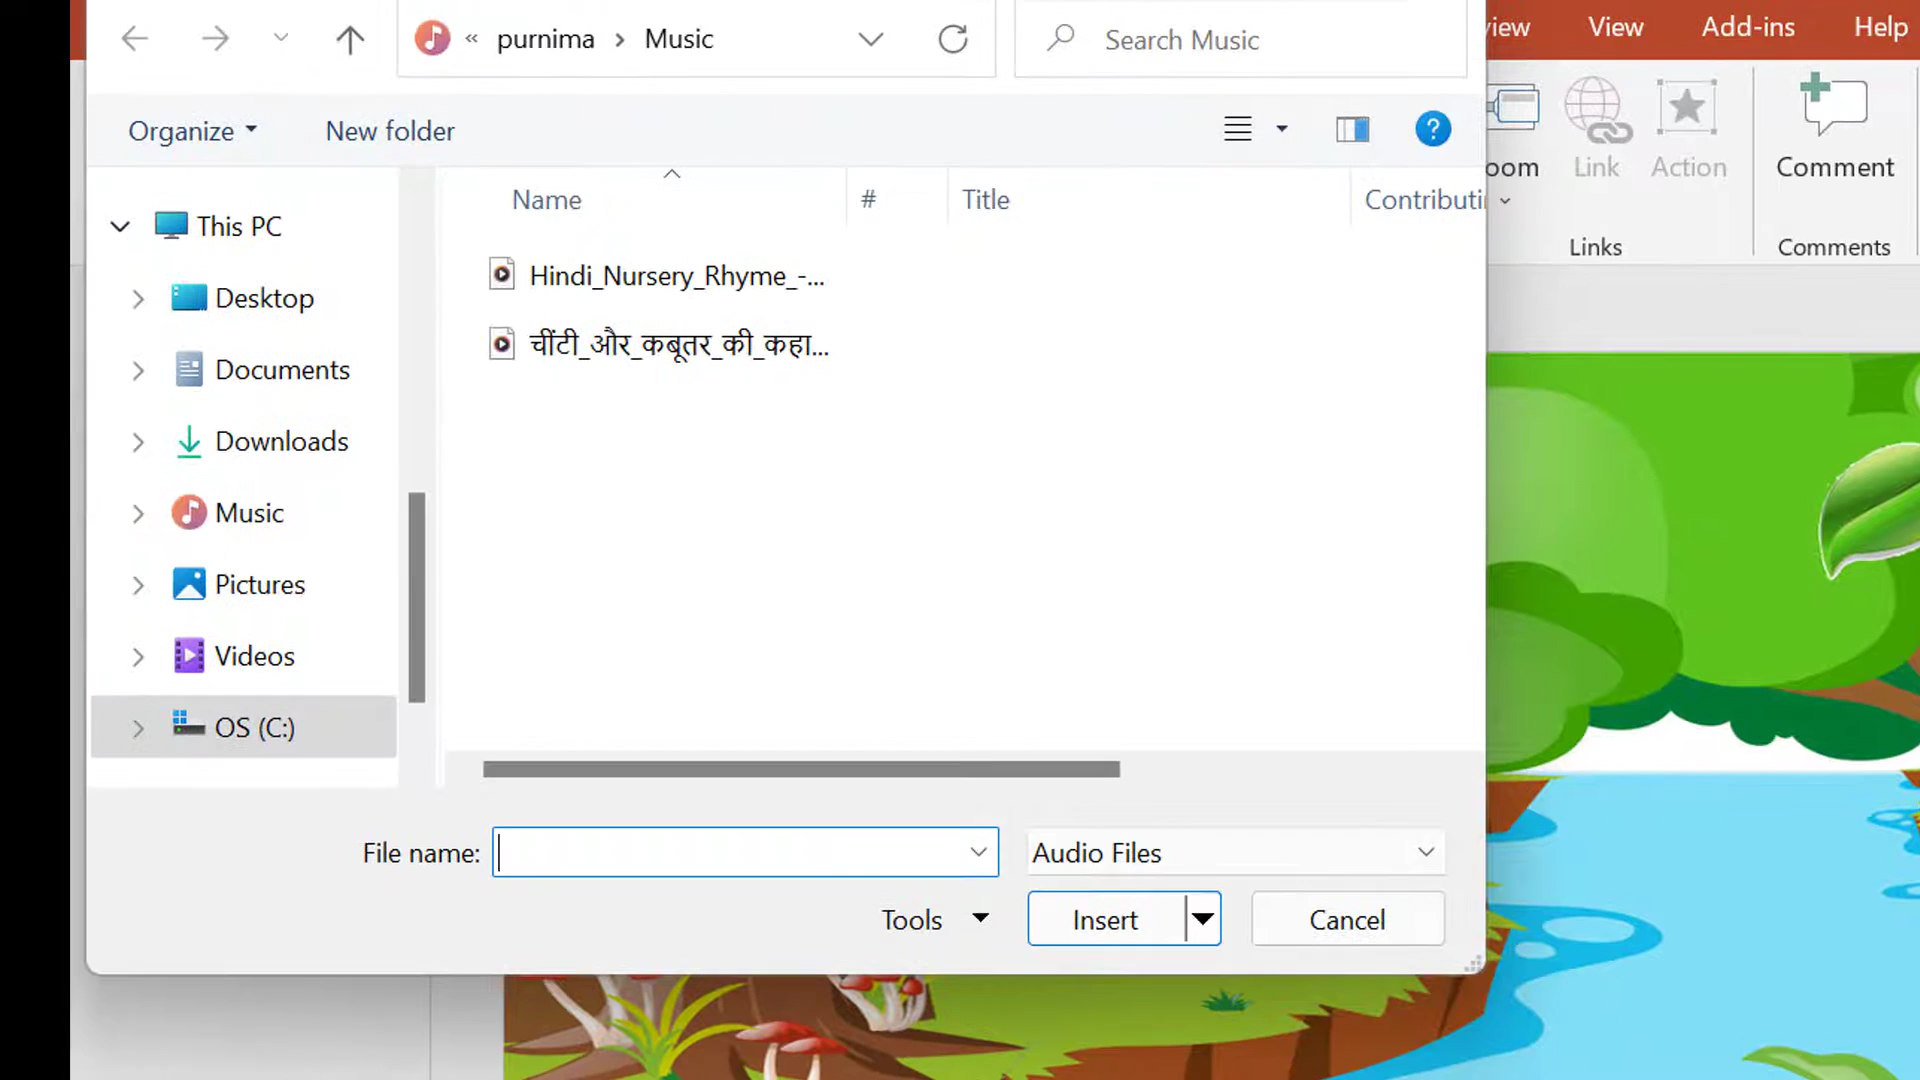 « purnima > Music
Search Music
view View Add-ins Help
Organize
New folder
oom Link Action Comment
Links Comments
Name # Title Contributi
This PC
Desktop
Documents
Downloads
Music
Pictures
Videos
OS (C:)
Hindi_Nursery_Rhyme_-...
चींटी_और_कबूतर_की_कहा...
File name:
Audio Files
Tools
Insert
Cancel